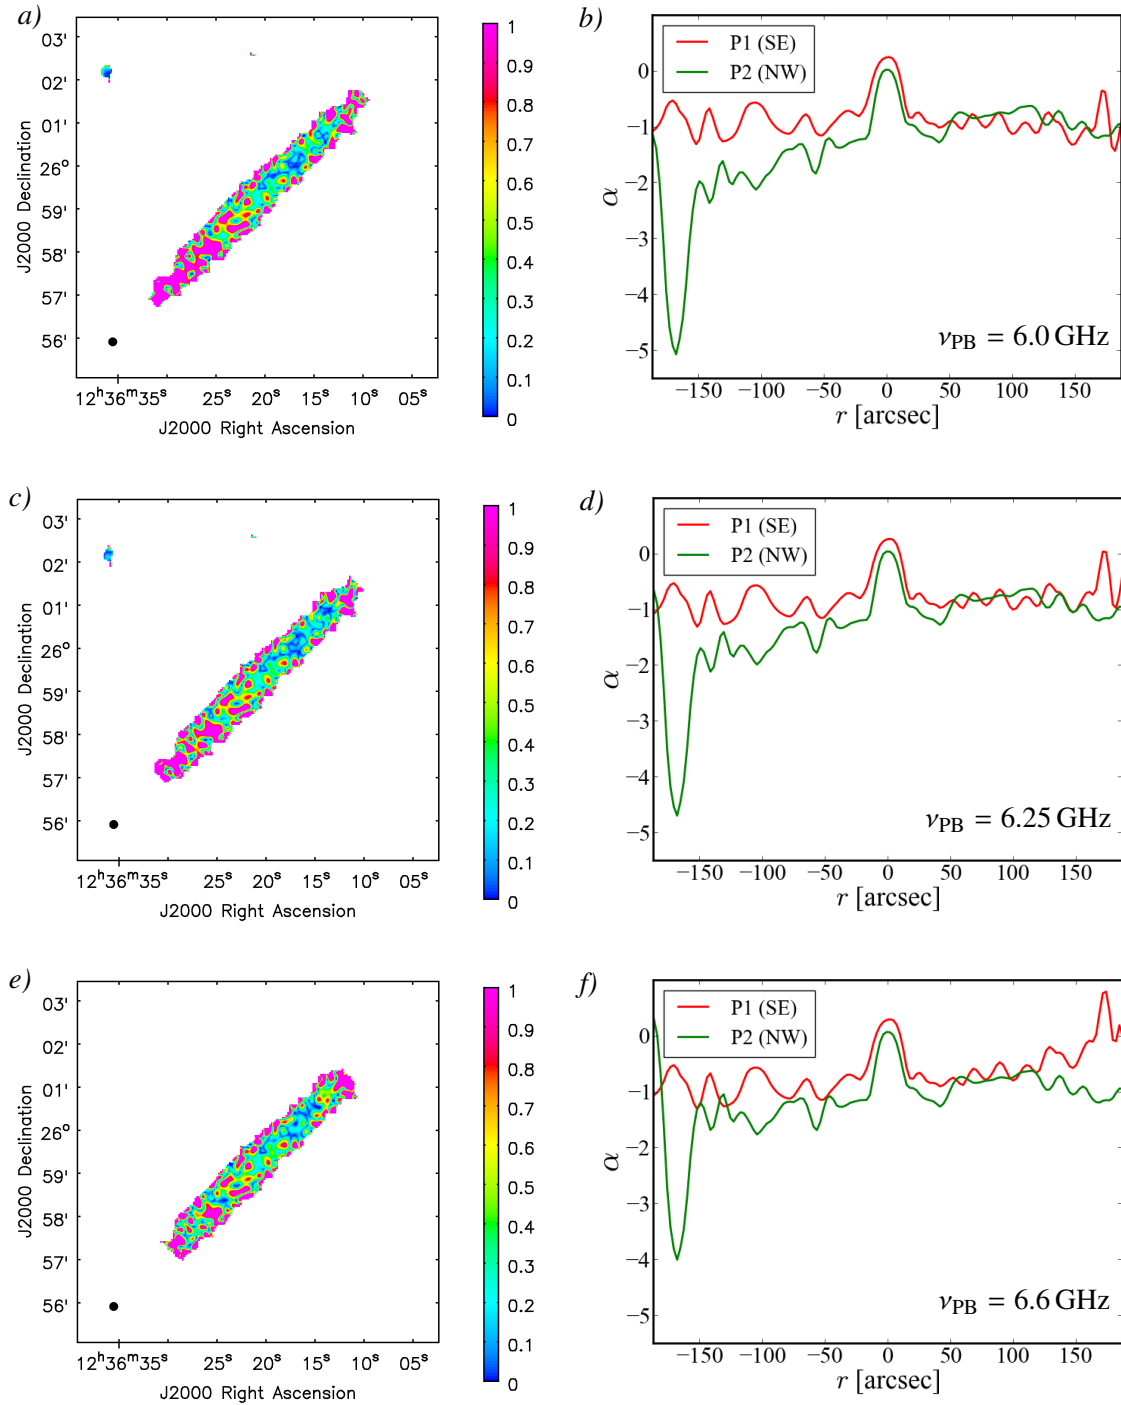 a)
03'
02'
01'
26°
59'
58'
57'
56'
J2000 Declination
12ʰ36ᵐ35ˢ 25ˢ 20ˢ 15ˢ 10ˢ 05ˢ
J2000 Right Ascension
1
0.9
0.8
0.7
0.6
0.5
0.4
0.3
0.2
0.1
0
b)
P1 (SE)
P2 (NW)
0
−1
−2
−3
−4
−5
α
ν_PB = 6.0 GHz
−150 −100 −50 0 50 100 150
r [arcsec]
c)
03'
02'
01'
26°
59'
58'
57'
56'
J2000 Declination
12ʰ36ᵐ35ˢ 25ˢ 20ˢ 15ˢ 10ˢ 05ˢ
J2000 Right Ascension
1
0.9
0.8
0.7
0.6
0.5
0.4
0.3
0.2
0.1
0
d)
P1 (SE)
P2 (NW)
0
−1
−2
−3
−4
−5
α
ν_PB = 6.25 GHz
−150 −100 −50 0 50 100 150
r [arcsec]
e)
03'
02'
01'
26°
59'
58'
57'
56'
J2000 Declination
12ʰ36ᵐ35ˢ 25ˢ 20ˢ 15ˢ 10ˢ 05ˢ
J2000 Right Ascension
1
0.9
0.8
0.7
0.6
0.5
0.4
0.3
0.2
0.1
0
f)
P1 (SE)
P2 (NW)
0
−1
−2
−3
−4
−5
α
ν_PB = 6.6 GHz
−150 −100 −50 0 50 100 150
r [arcsec]